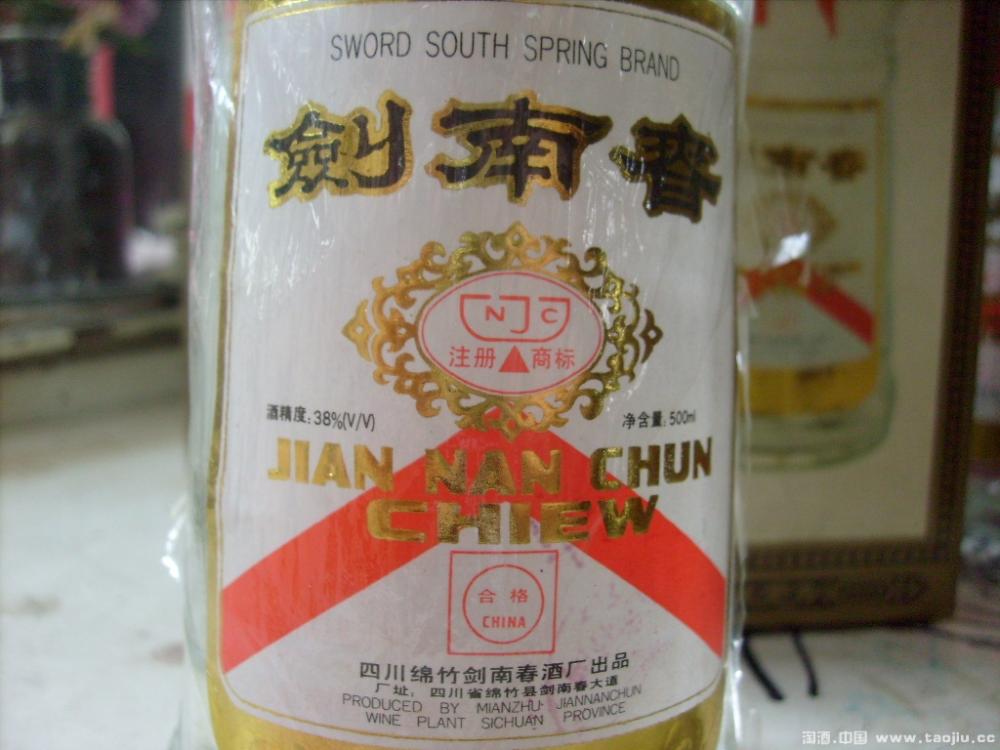 SWORD SOUTH SPRING BRAND
劍南春
NJC
注册▲商标
酒精度:38%(V/V)
净含量:500ml
JIAN NAN CHUN
CHIEW
合格
CHINA
四川绵竹剑南春酒厂出品
厂址:四川省绵竹县剑南春大道
PRODUCED BY MIANZHU JIANNANCHUN
WINE PLANT SICHUAN PROVINCE
淘酒.中国 www.taojiu.cc